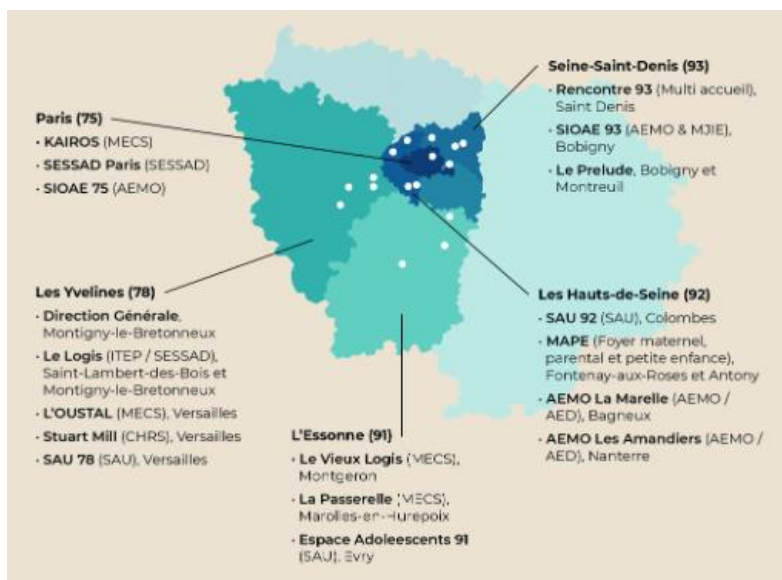 Seine-Saint-Denis (93)
• Rencontre 93 (Multi accueil),
Saint Denis
• SIOAE 93 (AEMO & MJIE),
Bobigny
• Le Prelude, Bobigny et
Montreuil
Paris (75)
• KAIROS (MECS)
• SESSAD Paris (SESSAD)
• SIOAE 75 (AEMO)
Les Yvelines (78)
• Direction Générale,
Montigny-le-Bretonneux
• Le Logis (ITEP / SESSAD),
Saint-Lambert-des-Bois et
Montigny-le-Bretonneux
• L'OUSTAL (MECS), Versailles
• Stuart Mill (CHRS), Versailles
• SAU 78 (SAU), Versailles
L'Essonne (91)
• Le Vieux Logis (MECS),
Montgeron
• La Passerelle (MECS),
Marolles-en-Hurepoix
• Espace Adoleescents 91
(SAU), Evry
Les Hauts-de-Seine (92)
• SAU 92 (SAU), Colombes
• MAPE (Foyer maternel,
parental et petite enfance),
Fontenay-aux-Roses et Antony
• AEMO La Marelle (AEMO /
AED), Bagneux
• AEMO Les Amandiers (AEMO /
AED), Nanterre